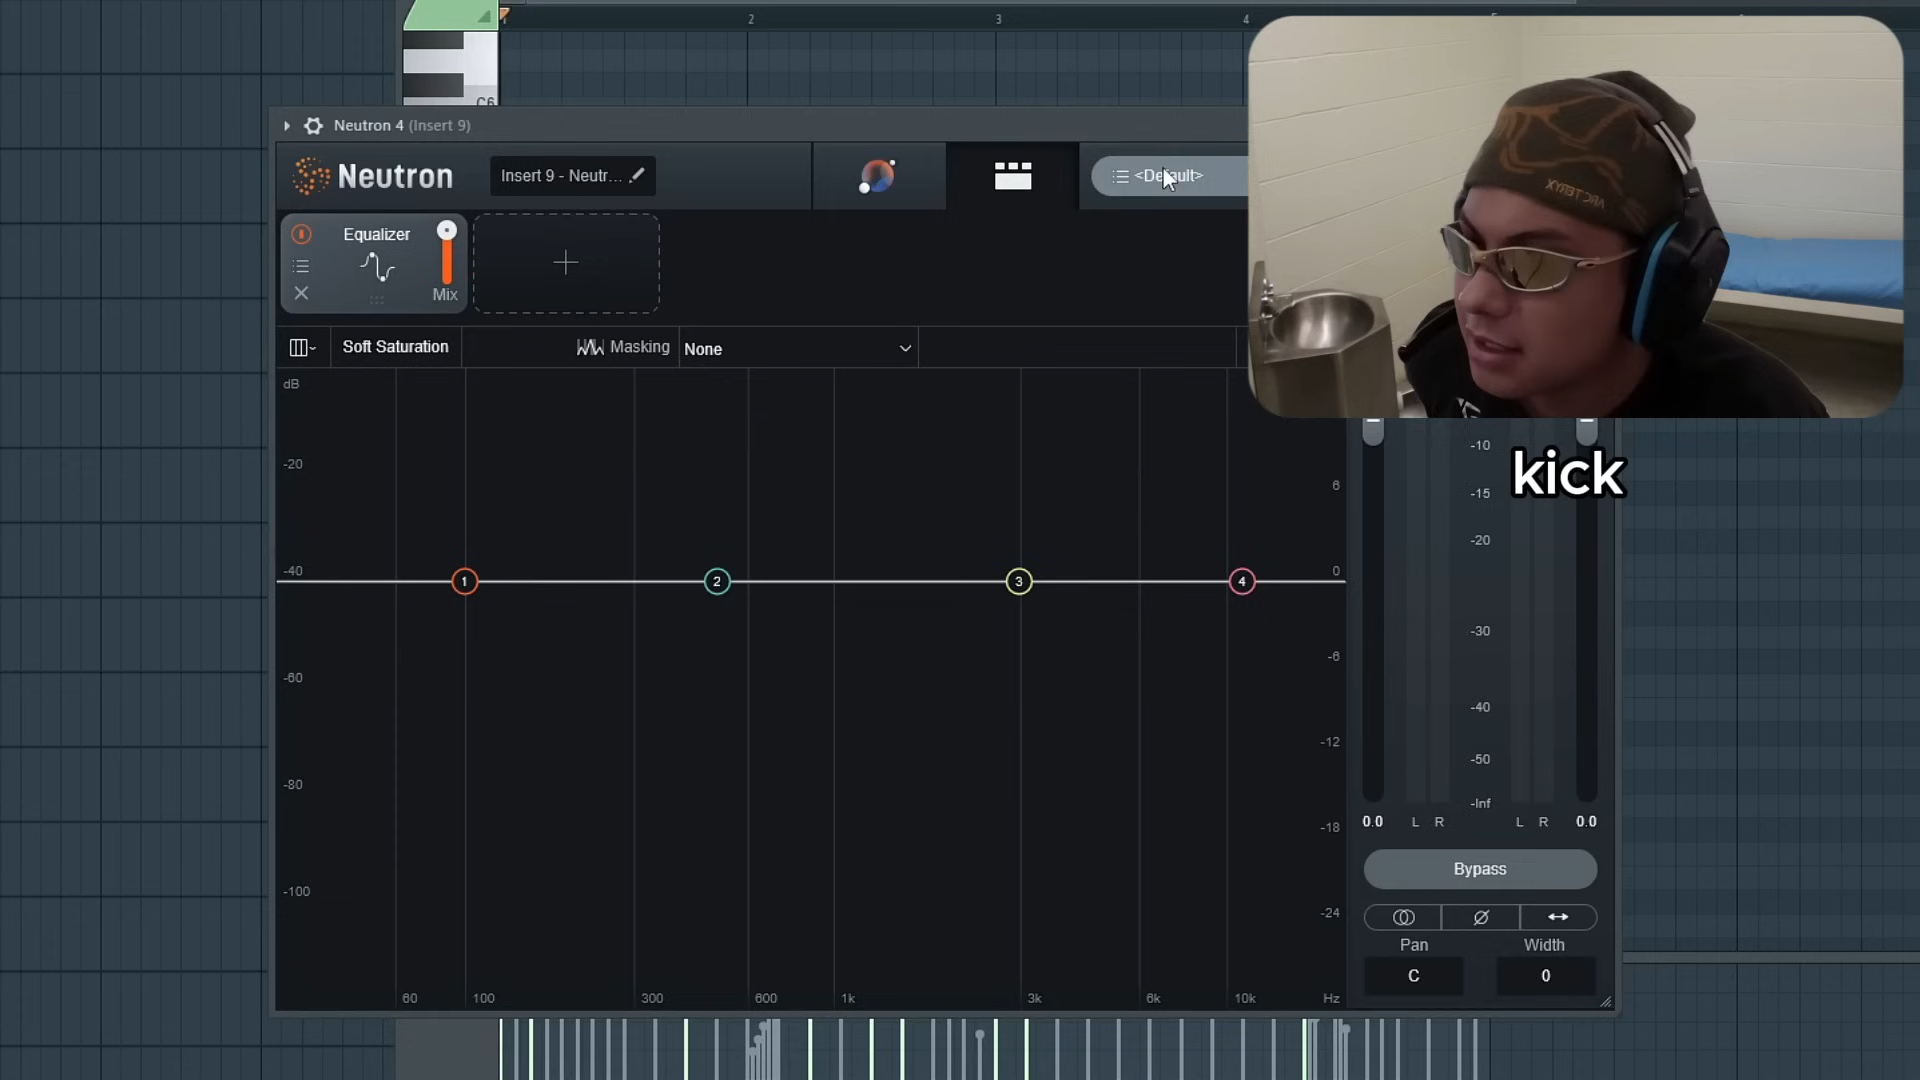 2
3
4
C6
Neutron 4 (Insert 9)
Neutron
Insert 9 - Neutr...
Equalizer
Mix
Soft Saturation
Masking
None
dB
-20
-40
-60
-80
-100
6
0
-6
-12
-18
-24
60
100
300
600
1k
3k
6k
10k
Hz
1
2
3
4
ARC'TERYX
kick
-10
-15
-20
-30
-40
-50
-Inf
0.0
L
R
L
R
0.0
Bypass
Pan
Width
C
0